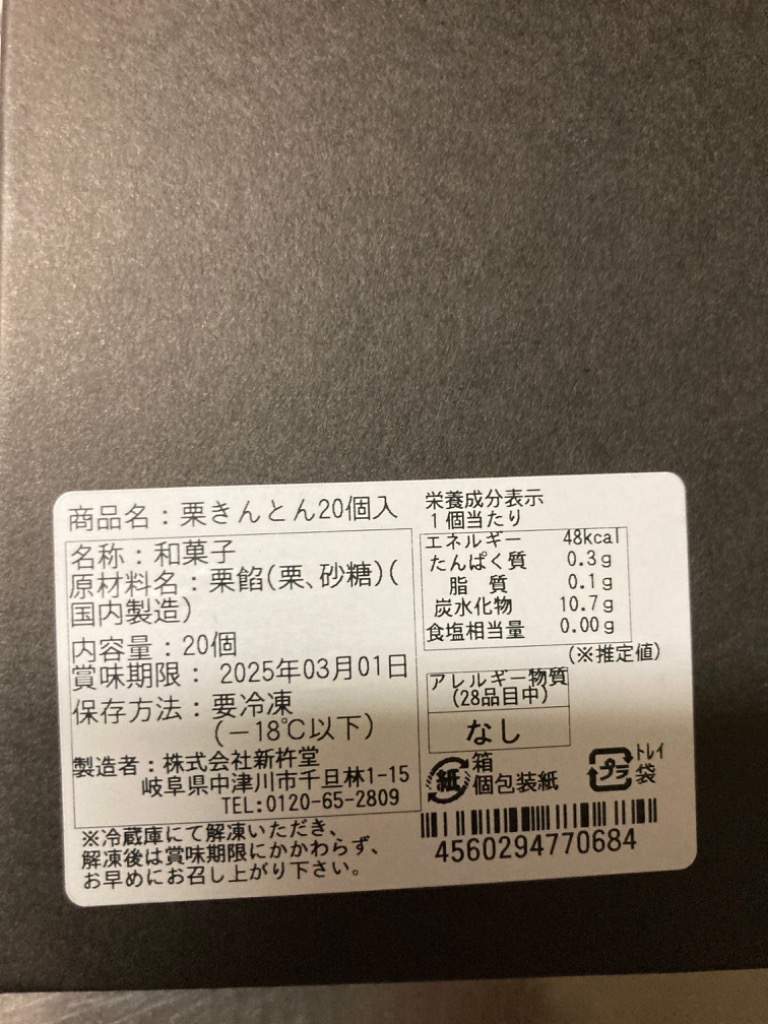 商品名：栗きんとん20個入
名称：和菓子
原材料名：栗餡(栗、砂糖)(
国内製造)
内容量：20個
賞味期限：2025年03月01日
保存方法：要冷凍
(－18℃以下)
製造者：株式会社新杵堂
岐阜県中津川市千旦林1-15
TEL:0120-65-2809
※冷蔵庫にて解凍いただき、
解凍後は賞味期限にかかわらず、
お早めにお召し上がり下さい。
栄養成分表示
1個当たり
エネルギー 48kcal
たんぱく質 0.3g
脂 質 0.1g
炭水化物 10.7g
食塩相当量 0.00g
(※推定値)
アレルギー物質
(28品目中)
なし
紙 箱
個包装紙
プラ トレイ
袋
4560294770684